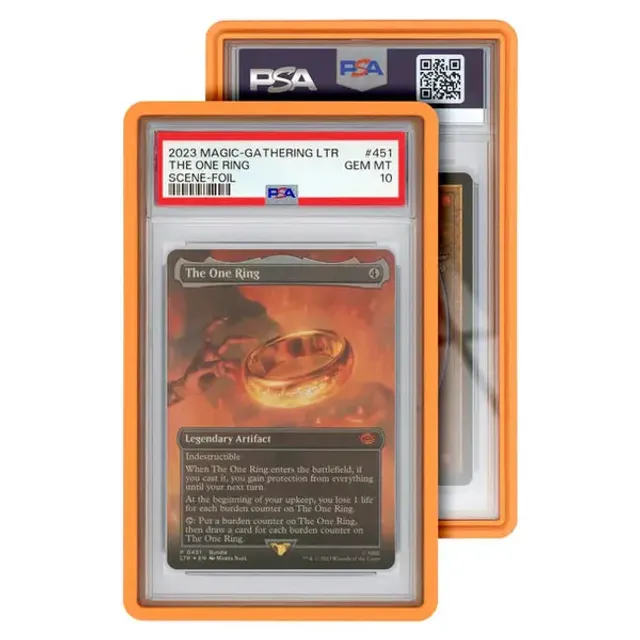 PSA
PSA
2023 MAGIC-GATHERING LTR #451
THE ONE RING GEM MT
SCENE-FOIL 10
PSA
The One Ring 4
Legendary Artifact
Indestructible
When The One Ring enters the battlefield, if
you cast it, you gain protection from everything
until your next turn.
At the beginning of your upkeep, you lose 1 life
for each burden counter on The One Ring.
: Put a burden counter on The One Ring,
then draw a card for each burden counter on
The One Ring.
P 0451
LTR EN